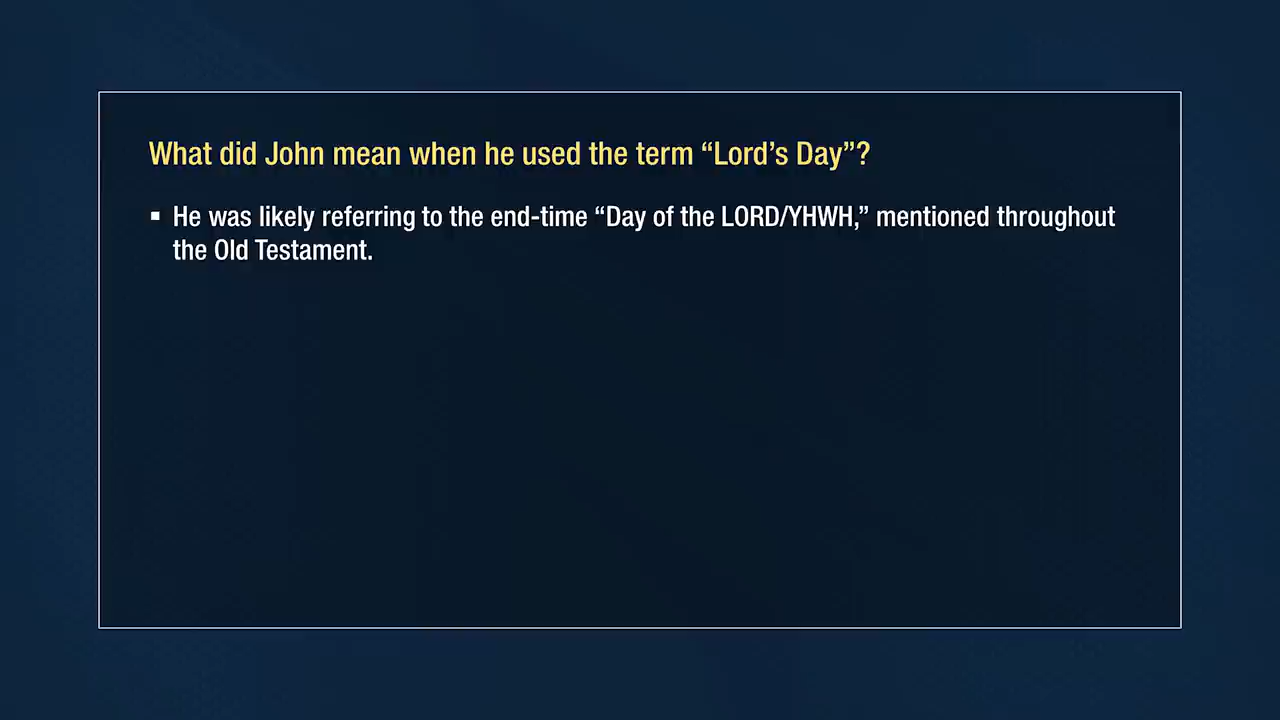 What did John mean when he used the term “Lord’s Day”?
▪ He was likely referring to the end-time “Day of the LORD/YHWH,” mentioned throughout
the Old Testament.